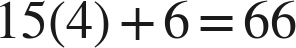 15(4) + 6 = 66